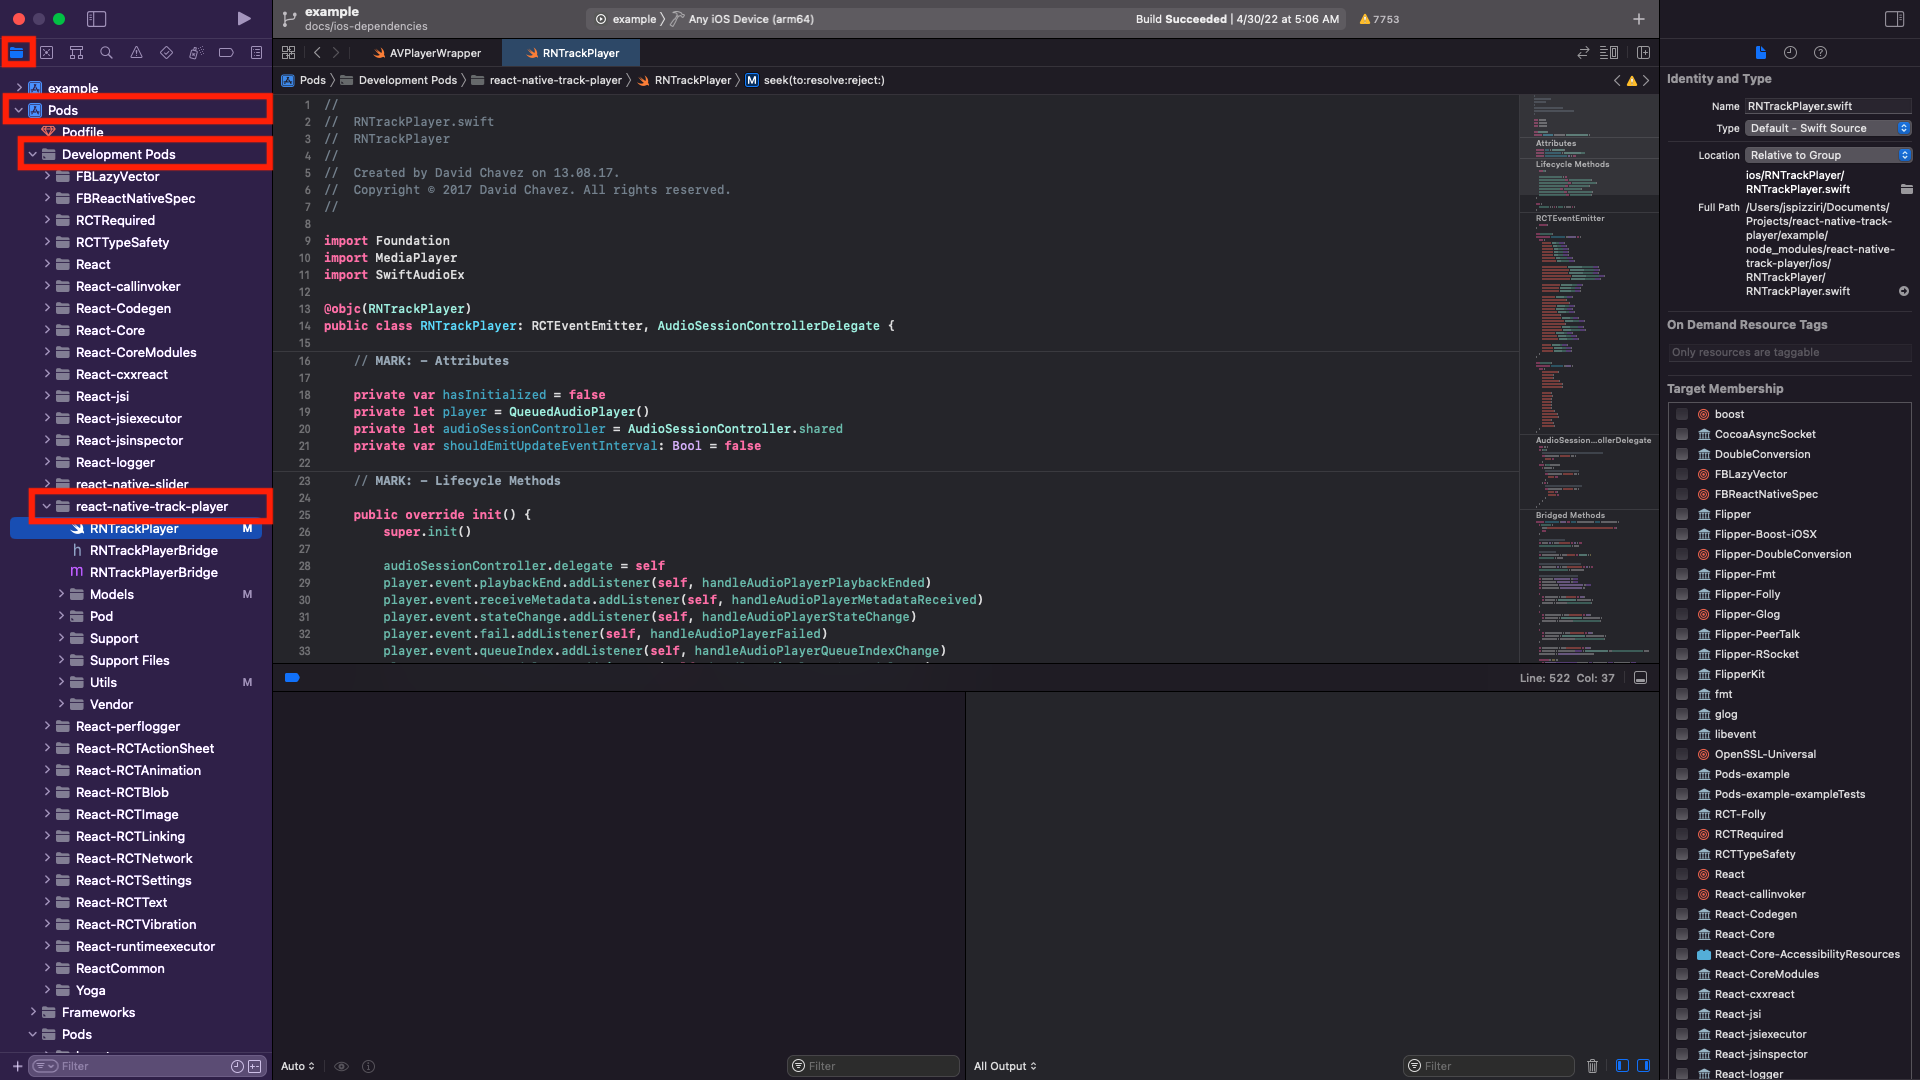 example
docs/ios-dependencies
example
Any iOS Device (arm64)
Build Succeeded | 4/30/22 at 5:06 AM
7753
AVPlayerWrapper
RNTrackPlayer
Pods
Development Pods
react-native-track-player
RNTrackPlayer
M
seek(to:resolve:reject:)
example
Pods
Podfile
Development Pods
FBLazyVector
FBReactNativeSpec
RCTRequired
RCTTypeSafety
React
React-callinvoker
React-Codegen
React-Core
React-CoreModules
React-cxxreact
React-jsi
React-jsiexecutor
React-jsinspector
React-logger
react-native-slider
react-native-track-player
RNTrackPlayer M
h RNTrackPlayerBridge
m RNTrackPlayerBridge
Models M
Pod
Support
Support Files
Utils M
Vendor
React-perflogger
React-RCTActionSheet
React-RCTAnimation
React-RCTBlob
React-RCTImage
React-RCTLinking
React-RCTNetwork
React-RCTSettings
React-RCTText
React-RCTVibration
React-runtimeexecutor
ReactCommon
Yoga
Frameworks
Pods
Filter
1 //
2 // RNTrackPlayer.swift
3 // RNTrackPlayer
4 //
5 // Created by David Chavez on 13.08.17.
6 // Copyright © 2017 David Chavez. All rights reserved.
7 //
8
9 import Foundation
10 import MediaPlayer
11 import SwiftAudioEx
12
13 @objc(RNTrackPlayer)
14 public class RNTrackPlayer: RCTEventEmitter, AudioSessionControllerDelegate {
15
16 // MARK: - Attributes
17
18 private var hasInitialized = false
19 private let player = QueuedAudioPlayer()
20 private let audioSessionController = AudioSessionController.shared
21 private var shouldEmitUpdateEventInterval: Bool = false
22
23 // MARK: - Lifecycle Methods
24
25 public override init() {
26 super.init()
27
28 audioSessionController.delegate = self
29 player.event.playbackEnd.addListener(self, handleAudioPlayerPlaybackEnded)
30 player.event.receiveMetadata.addListener(self, handleAudioPlayerMetadataReceived)
31 player.event.stateChange.addListener(self, handleAudioPlayerStateChange)
32 player.event.fail.addListener(self, handleAudioPlayerFailed)
33 player.event.queueIndex.addListener(self, handleAudioPlayerQueueIndexChange)
Attributes
Lifecycle Methods
RCTEventEmitter
AudioSession...ollerDelegate
Bridged Methods
Line: 522 Col: 37
Auto
Filter
All Output
Filter
Identity and Type
Name RNTrackPlayer.swift
Type Default - Swift Source
Location Relative to Group
ios/RNTrackPlayer/
RNTrackPlayer.swift
Full Path /Users/jspizziri/Documents/
Projects/react-native-track-
player/example/
node_modules/react-native-
track-player/ios/
RNTrackPlayer/
RNTrackPlayer.swift
On Demand Resource Tags
Only resources are taggable
Target Membership
boost
CocoaAsyncSocket
DoubleConversion
FBLazyVector
FBReactNativeSpec
Flipper
Flipper-Boost-iOSX
Flipper-DoubleConversion
Flipper-Fmt
Flipper-Folly
Flipper-Glog
Flipper-PeerTalk
Flipper-RSocket
FlipperKit
fmt
glog
libevent
OpenSSL-Universal
Pods-example
Pods-example-exampleTests
RCT-Folly
RCTRequired
RCTTypeSafety
React
React-callinvoker
React-Codegen
React-Core
React-Core-AccessibilityResources
React-CoreModules
React-cxxreact
React-jsi
React-jsiexecutor
React-jsinspector
React-logger